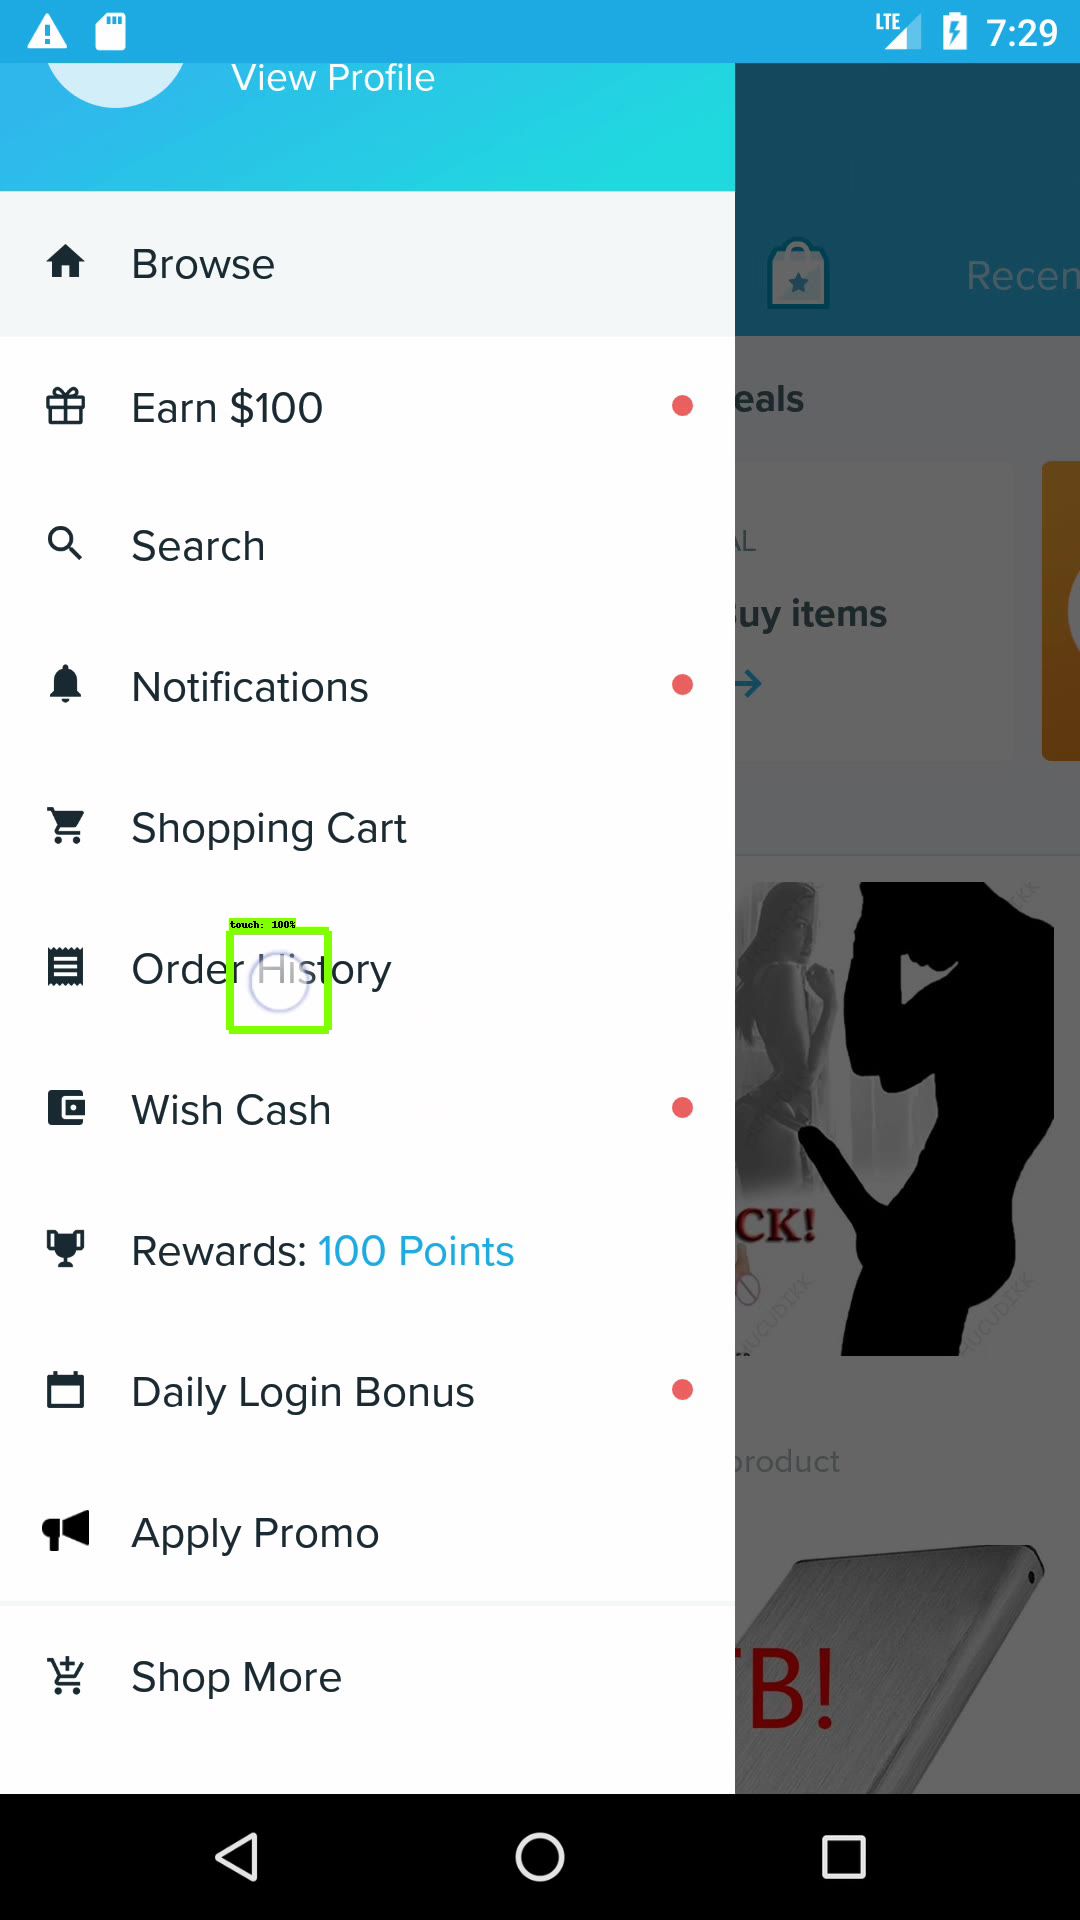 LTE 7:29
View Profile
Browse
Recen
Earn $100
eals
Search
AL
uy items
Notifications
Shopping Cart
touch: 100%
Order History
Wish Cash
CK!
Rewards: 100 Points
Daily Login Bonus
product
Apply Promo
TB!
Shop More